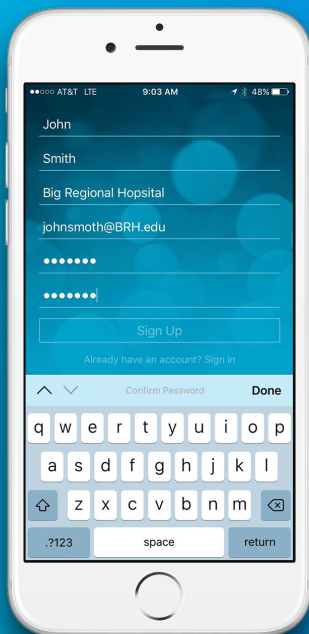 AT&T LTE 9:03 AM 48%
John
Smith
Big Regional Hopsital
johnsmoth@BRH.edu
•••••••
•••••••
Sign Up
Already have an account? Sign in
Confirm Password Done
q w e r t y u i o p
a s d f g h j k l
z x c v b n m
.?123 space return